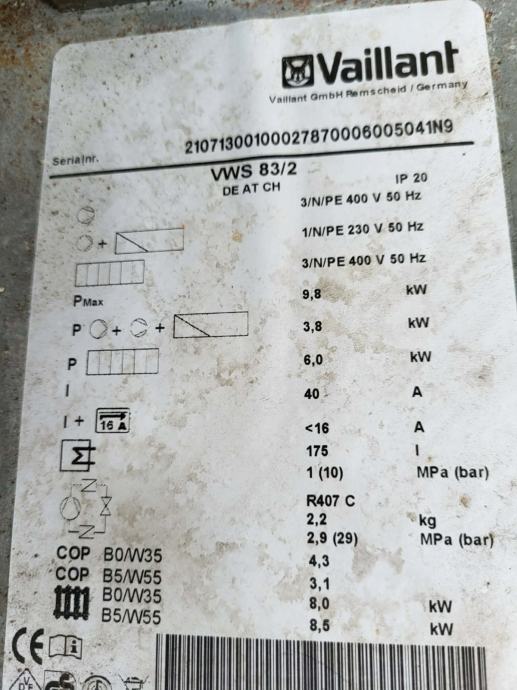 Vaillant
Vaillant GmbH Remscheid / Germany
Serialnr. 21071300100027870006005041N9
VWS 83/2
DE AT CH IP 20
3/N/PE 400 V 50 Hz
+ 1/N/PE 230 V 50 Hz
3/N/PE 400 V 50 Hz
PMax 9,8 kW
P + + 3,8 kW
P 6,0 kW
I 40 A
I + 16 A <16 A
175 l
1 (10) MPa (bar)
R407 C
2,2 kg
2,9 (29) MPa (bar)
COP B0/W35 4,3
COP B5/W55 3,1
B0/W35 8,0 kW
B5/W55 8,5 kW
CE i